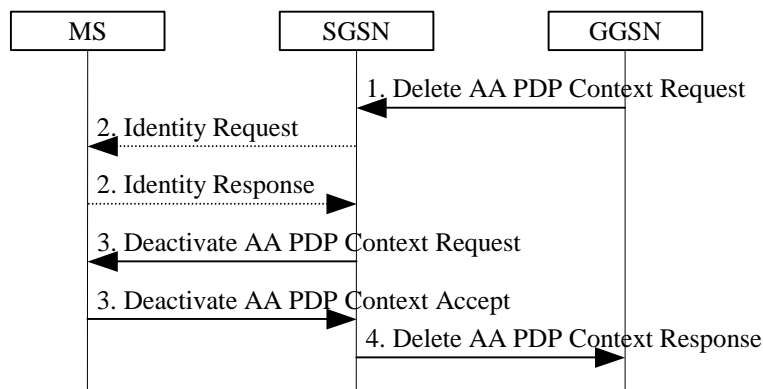 MS
SGSN
GGSN
1. Delete AA PDP Context Request
2. Identity Request
2. Identity Response
3. Deactivate AA PDP Context Request
3. Deactivate AA PDP Context Accept
4. Delete AA PDP Context Response